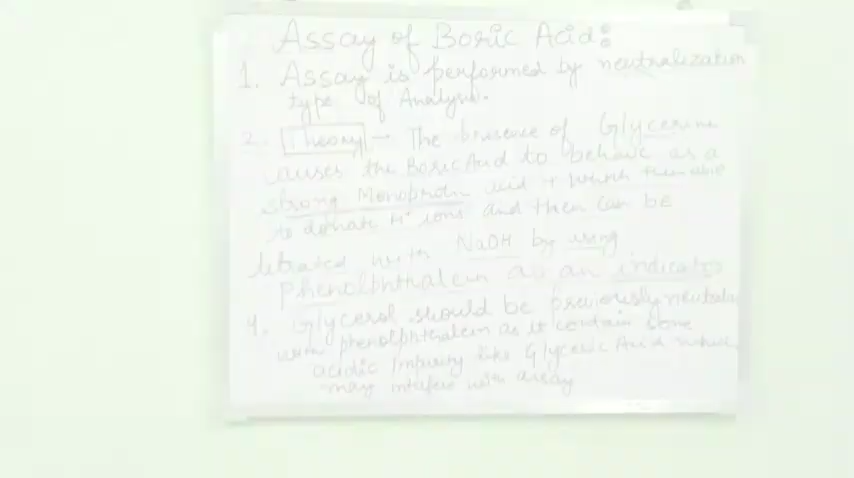 Assay of Boric Acid:
1. Assay is performed by neutralization
type of Analysis.
2. Theory - The presence of Glycerine
causes the Boric Acid to behave as a
strong Monoprotic acid + which then able
to donate H+ ions and then can be
titrated with NaOH by using
Phenolphthalein as an indicator
4. Glycerol should be previously neutralize
with phenolphthalein as it contain some
acidic Impurity like Glyceric Acid which
may interfere with assay